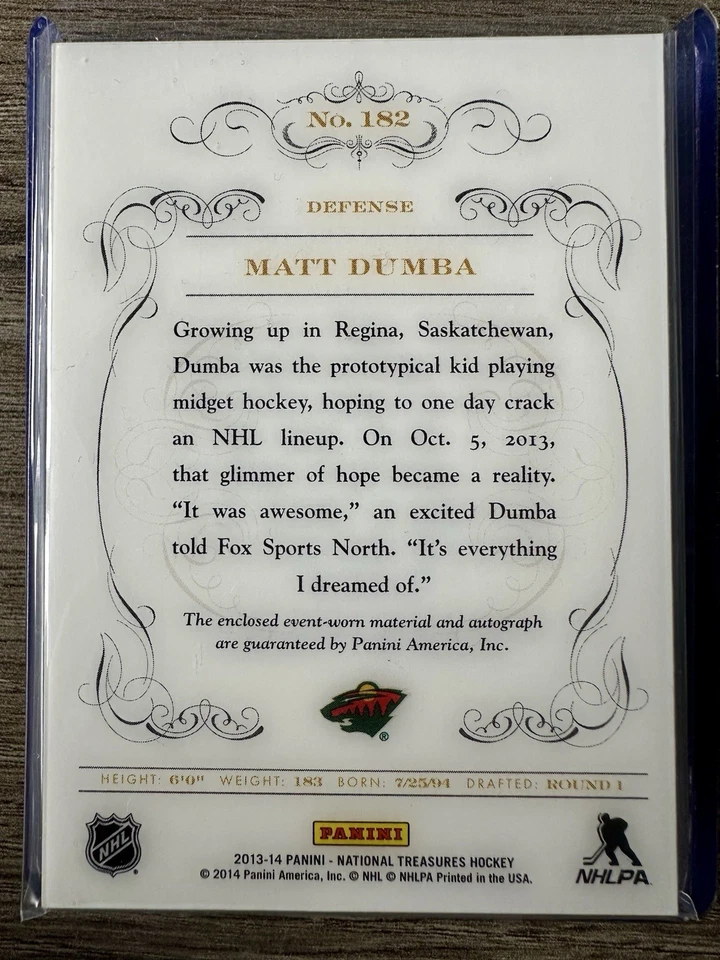 No. 182
DEFENSE
MATT DUMBA
Growing up in Regina, Saskatchewan,
Dumba was the prototypical kid playing
midget hockey, hoping to one day crack
an NHL lineup. On Oct. 5, 2013,
that glimmer of hope became a reality.
“It was awesome,” an excited Dumba
told Fox Sports North. “It’s everything
I dreamed of.”
The enclosed event-worn material and autograph
are guaranteed by Panini America, Inc.
®
HEIGHT: 6'0" WEIGHT: 183 BORN: 7/25/94 DRAFTED: ROUND 1
NHL
PANINI
2013-14 PANINI - NATIONAL TREASURES HOCKEY
© 2014 Panini America, Inc. © NHL © NHLPA Printed in the USA.
NHLPA